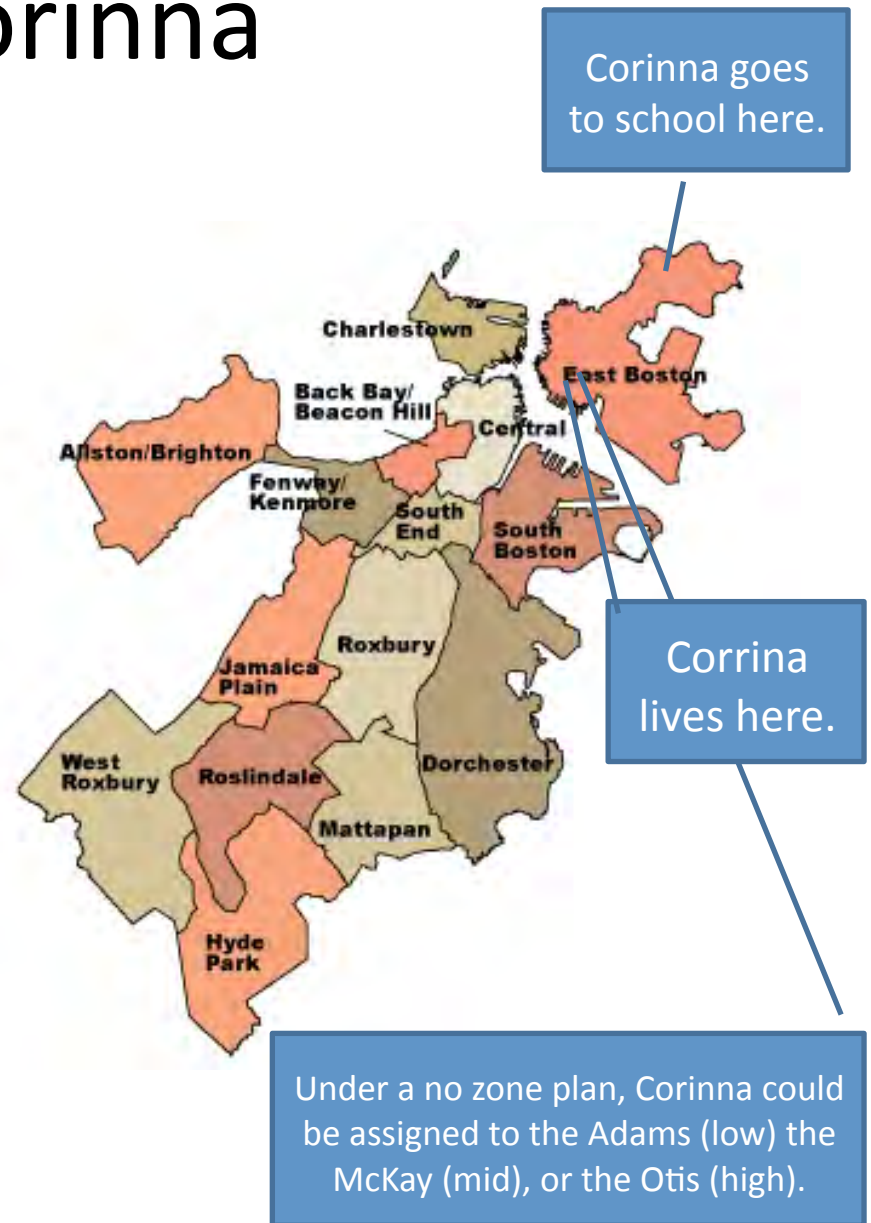 orinna
Corinna goes
to school here.
Charlestown
East Boston
Back Bay/
Beacon Hill
Central
Allston/Brighton
Fenway/
Kenmore
South
End
South
Boston
Roxbury
Jamaica
Plain
Corrina
lives here.
West
Roxbury
Roslindale
Dorchester
Mattapan
Hyde
Park
Under a no zone plan, Corinna could
be assigned to the Adams (low) the
McKay (mid), or the Otis (high).